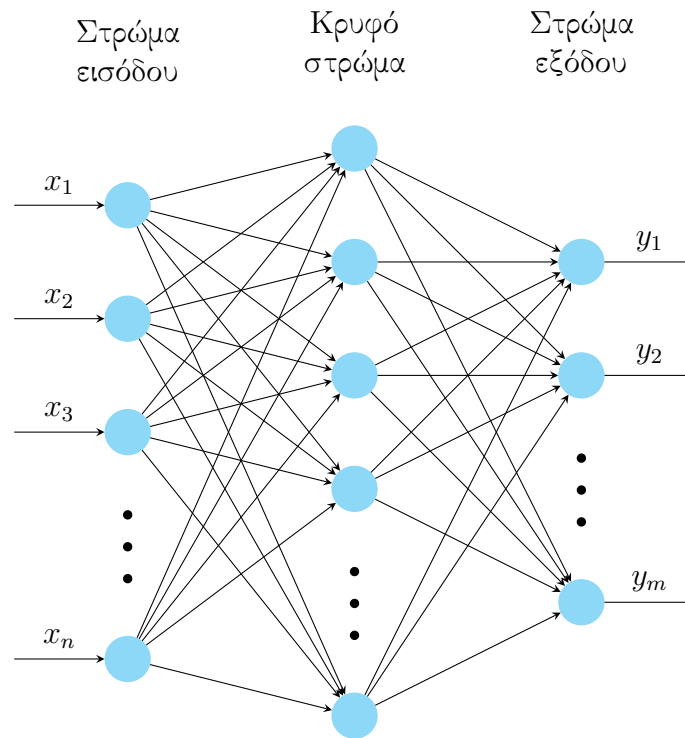 Στρώμα
εισόδου
Κρυφό
στρώμα
Στρώμα
εξόδου
x₁
x₂
x₃
xₙ
y₁
y₂
yₘ